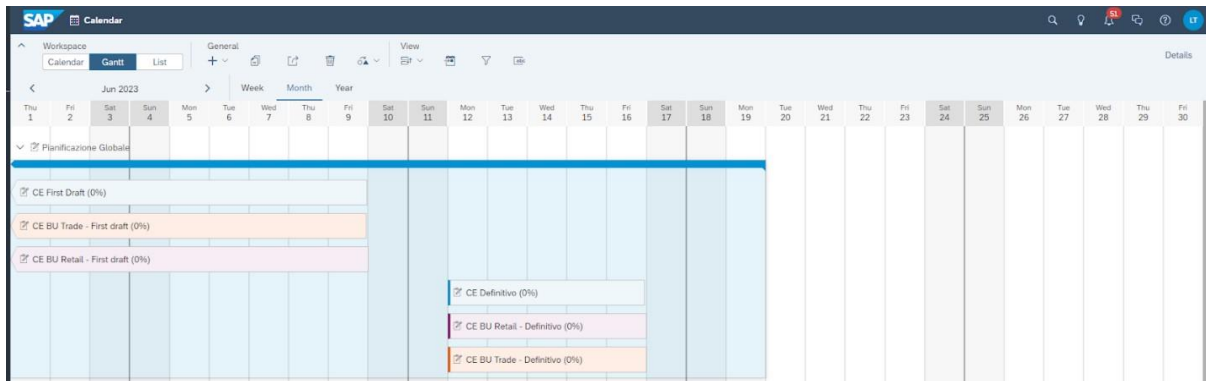 SAP Calendar 51 LT
Workspace General View
Calendar Gantt List Details
Jun 2023 Week Month Year
Thu Fri Sat Sun Mon Tue Wed Thu Fri Sat Sun Mon Tue Wed Thu Fri Sat Sun Mon Tue Wed Thu Fri Sat Sun Mon Tue Wed Thu Fri
1 2 3 4 5 6 7 8 9 10 11 12 13 14 15 16 17 18 19 20 21 22 23 24 25 26 27 28 29 30
Pianificazione Globale
CE First Draft (0%)
CE BU Trade - First draft (0%)
CE BU Retail - First draft (0%)
CE Definitivo (0%)
CE BU Retail - Definitivo (0%)
CE BU Trade - Definitivo (0%)